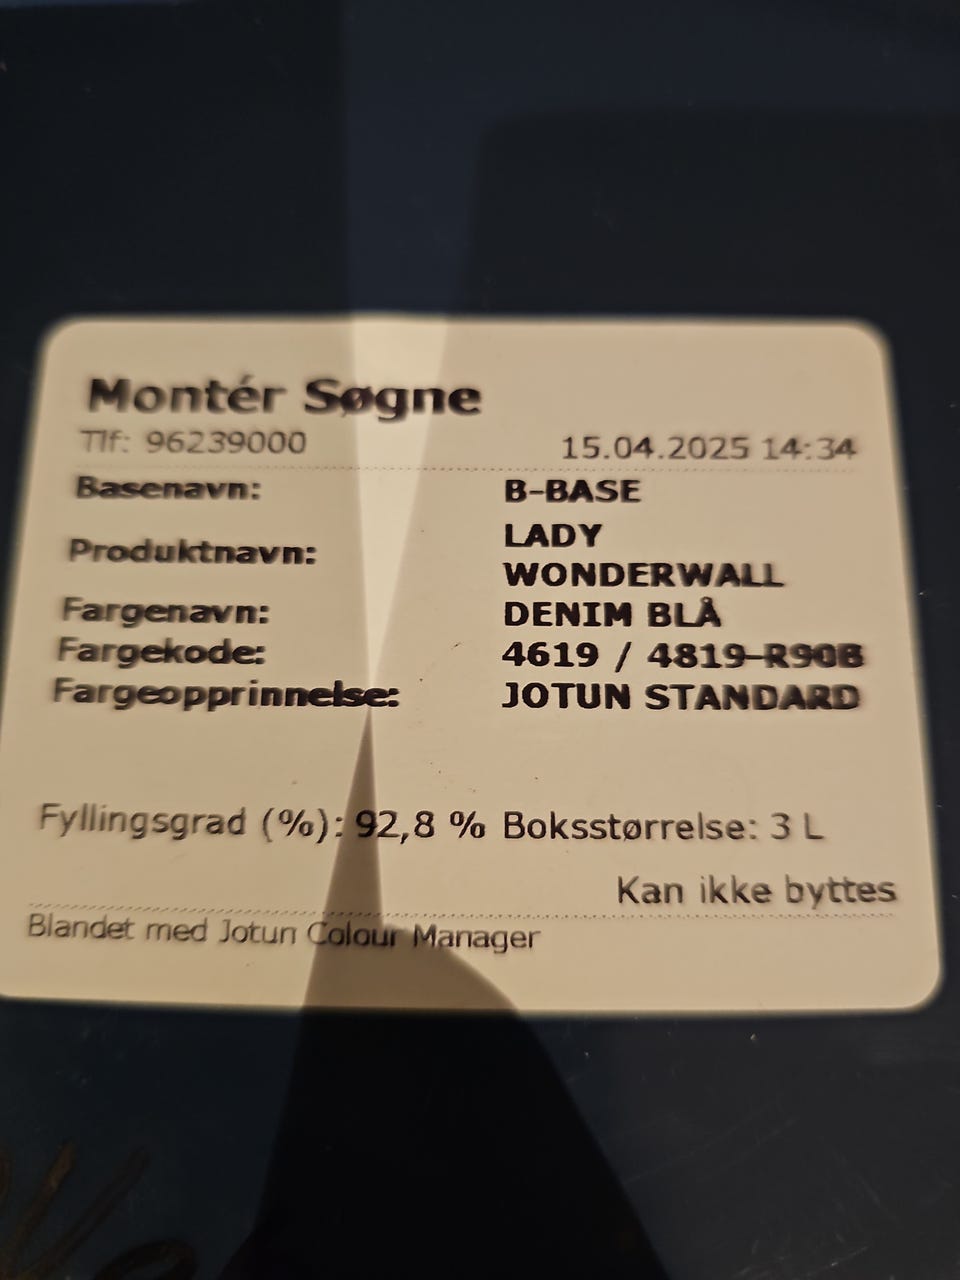 Montér Søgne
Tlf: 96239000 15.04.2025 14:34
Basenavn: B-BASE
Produktnavn: LADY WONDERWALL
Fargenavn: DENIM BLÅ
Fargekode: 4619 / 4819-R90B
Fargeopprinnelse: JOTUN STANDARD
Fyllingsgrad (%): 92,8 % Boksstørrelse: 3 L
Kan ikke byttes
Blandet med Jotun Colour Manager